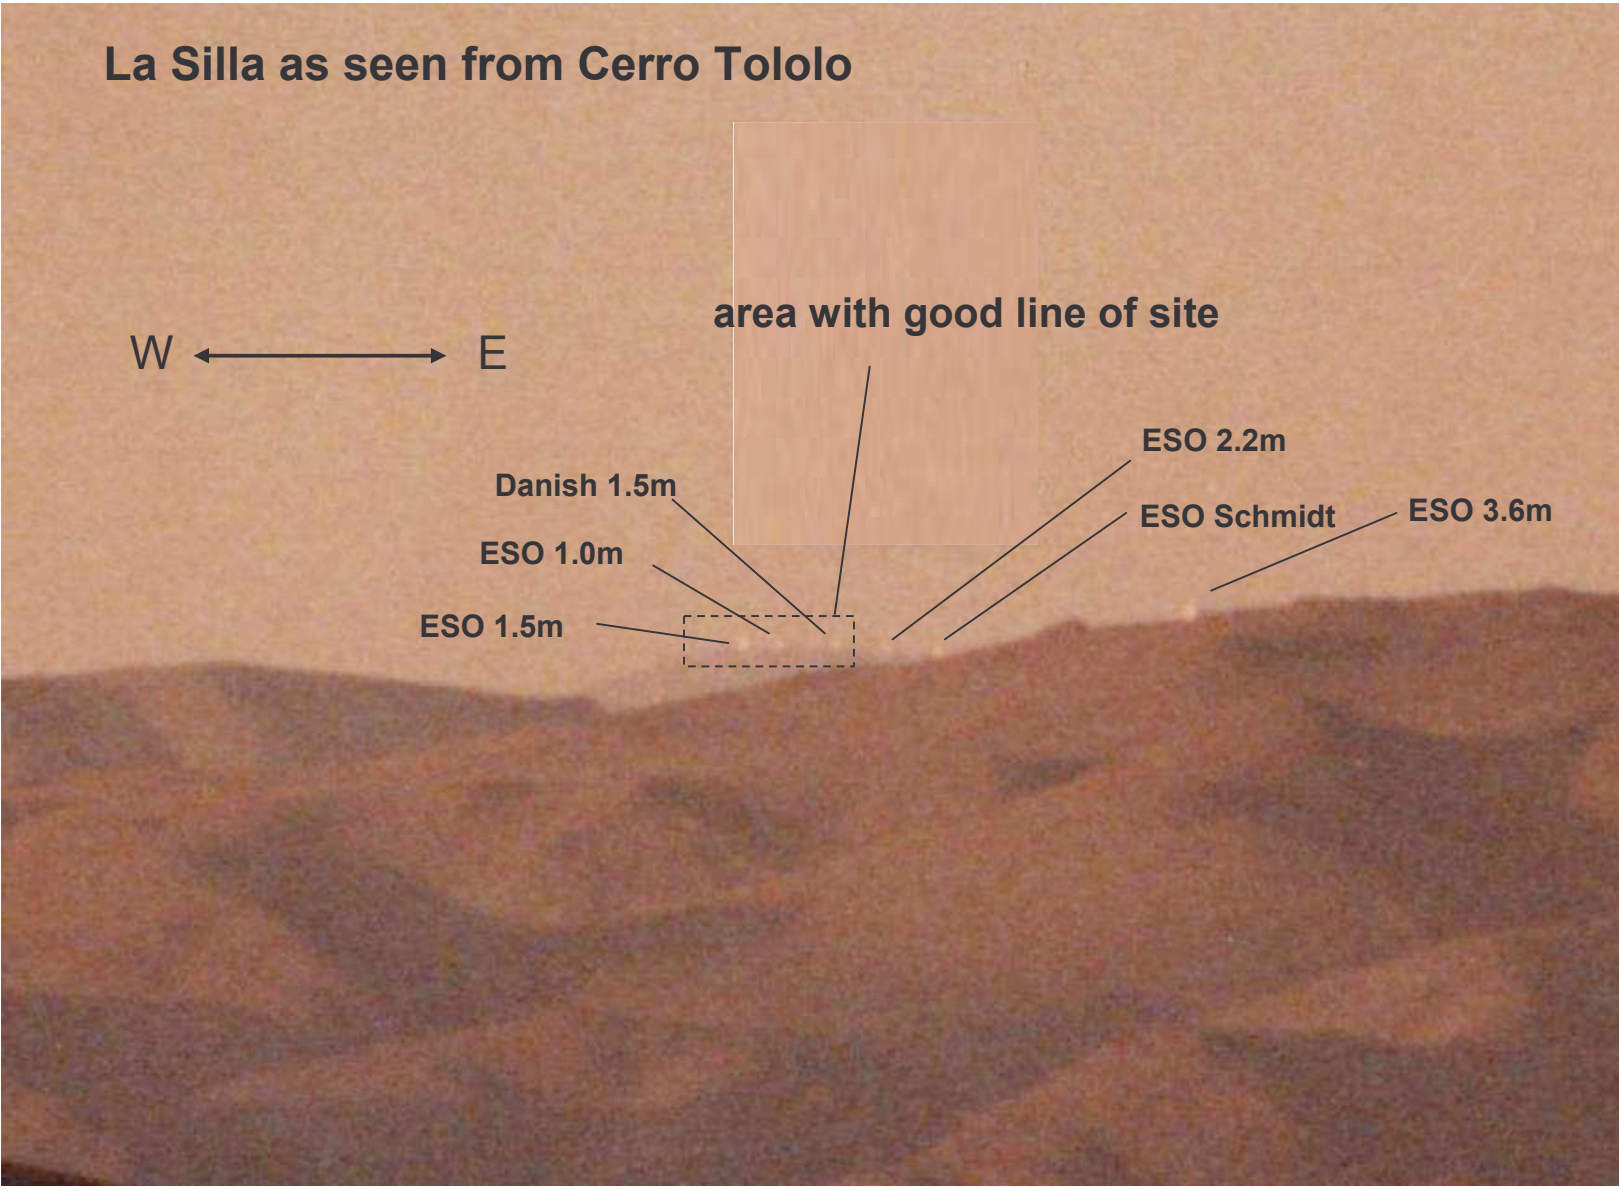 La Silla as seen from Cerro Tololo
area with good line of site
W E
ESO 2.2m
Danish 1.5m
ESO Schmidt
ESO 3.6m
ESO 1.0m
ESO 1.5m